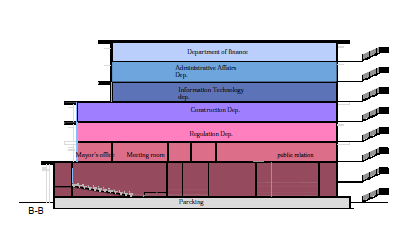 Department of finance
Administrative Affairs
Dep.
Information Technology
dep.
Construction Dep.
Regulation Dep.
Mayor's office Meeting room public relation
Parcking
B-B